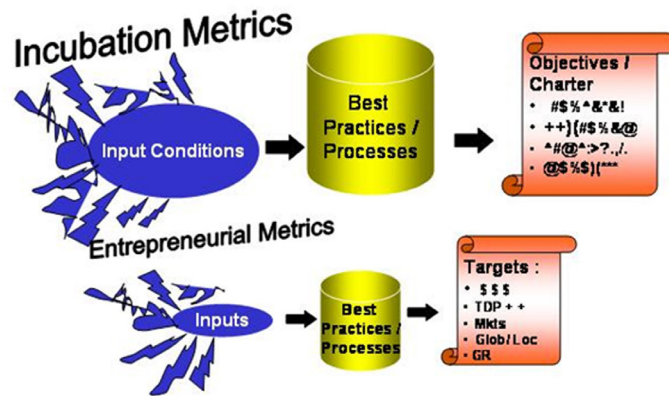 Incubation Metrics
Input Conditions
Best
Practices /
Processes
Objectives /
Charter
• #$%^&*&!
• ++}(#$%&@
• ^#@^:>?.,/.
• @$%$)(***
Entrepreneurial Metrics
Inputs
Best
Practices /
Processes
Targets :
• $ $ $
• TDP + +
• Mkts
• Glob/ Loc
• GR